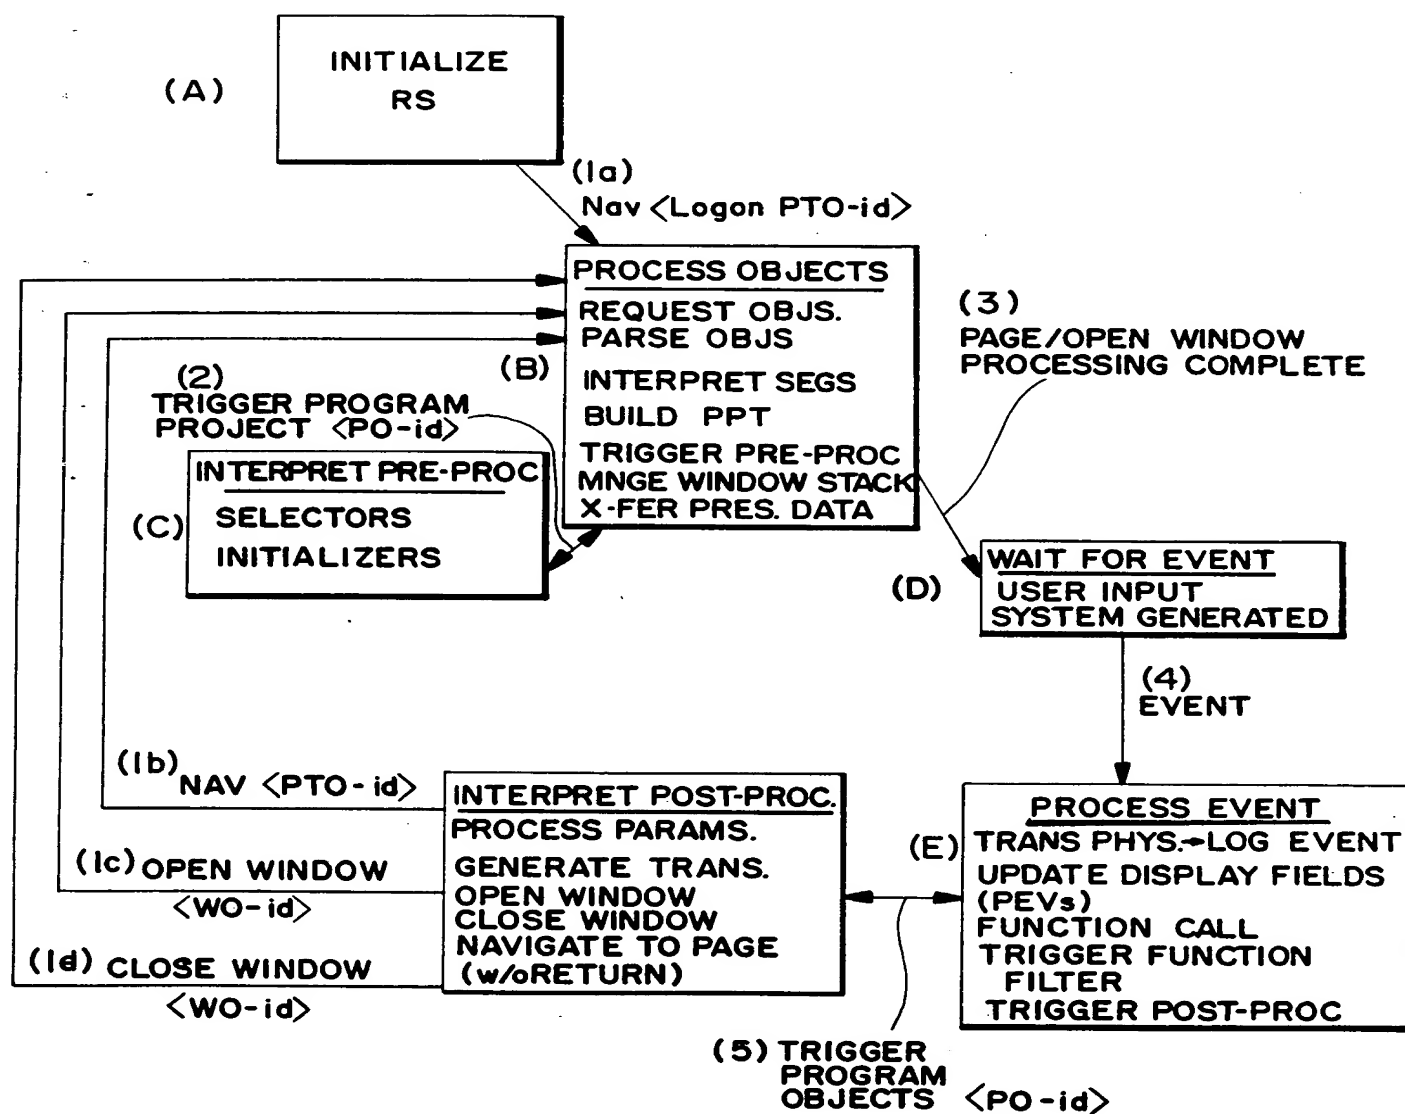 INITIALIZE
RS
(A)
(1a)
Nav <Logon PTO-id>
PROCESS OBJECTS
REQUEST OBJS.
PARSE OBJS
(B)
INTERPRET SEGS
BUILD PPT
TRIGGER PRE-PROC
MNGE WINDOW STACK
X-FER PRES. DATA
(2)
TRIGGER PROGRAM
PROJECT <PO-id>
INTERPRET PRE-PROC
(C)
SELECTORS
INITIALIZERS
(3)
PAGE/OPEN WINDOW
PROCESSING COMPLETE
WAIT FOR EVENT
(D)
USER INPUT
SYSTEM GENERATED
(4)
EVENT
(1b)
NAV <PTO-id>
(1c) OPEN WINDOW
<WO-id>
(1d) CLOSE WINDOW
<WO-id>
INTERPRET POST-PROC.
PROCESS PARAMS.
GENERATE TRANS.
OPEN WINDOW
CLOSE WINDOW
NAVIGATE TO PAGE
(w/oRETURN)
PROCESS EVENT
(E)
TRANS PHYS.→LOG EVENT
UPDATE DISPLAY FIELDS
(PEVs)
FUNCTION CALL
TRIGGER FUNCTION
FILTER
TRIGGER POST-PROC
(5) TRIGGER
PROGRAM
OBJECTS <PO-id>